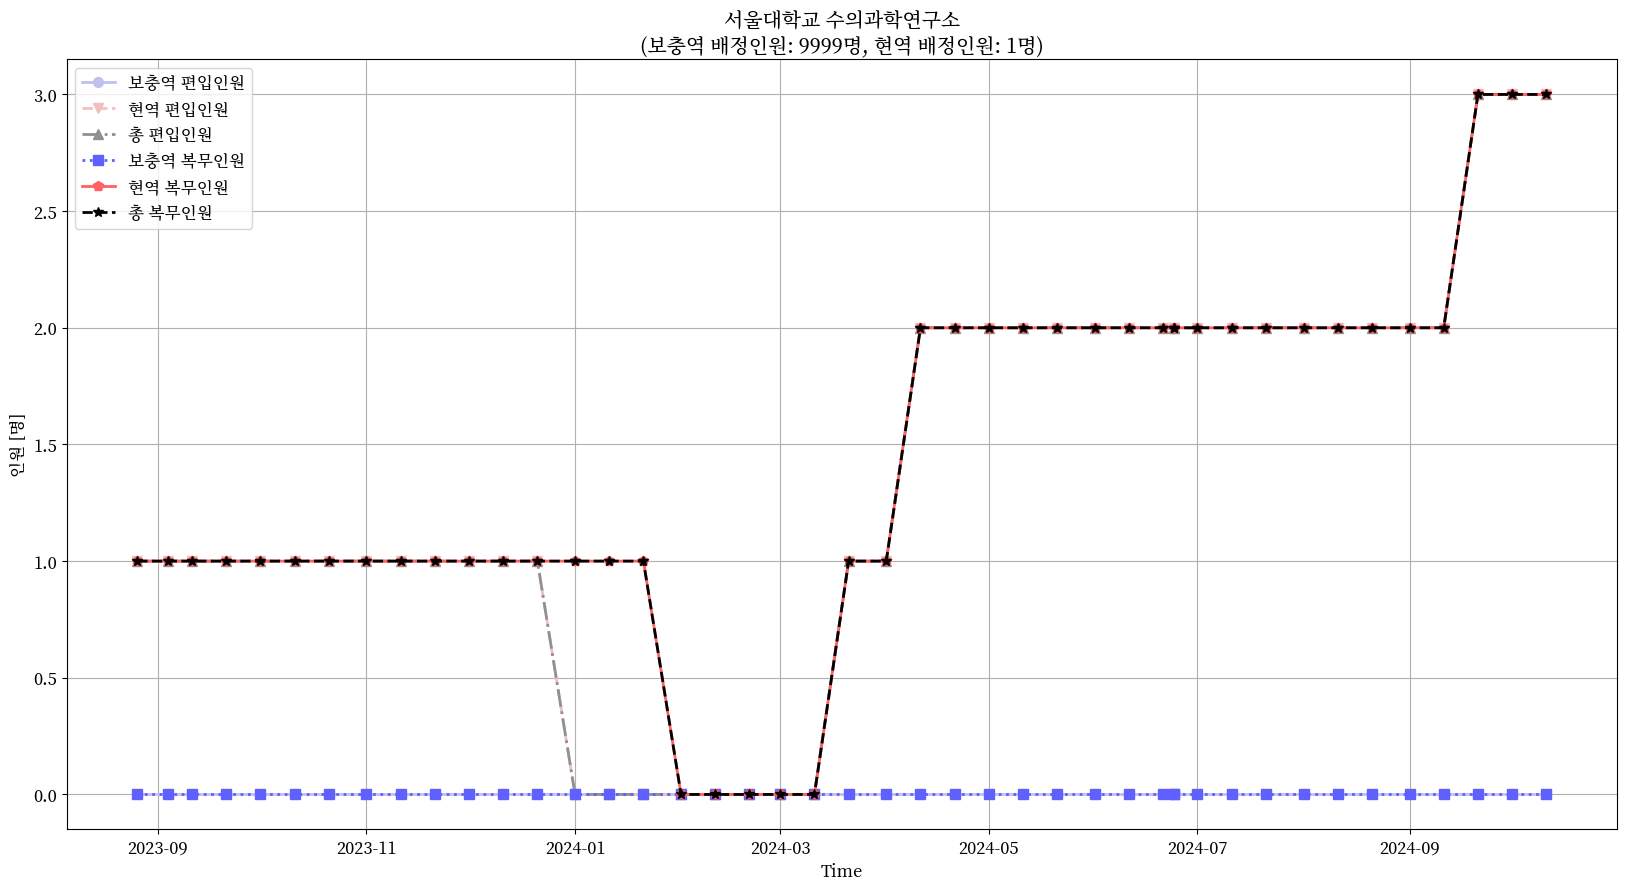 서울대학교 수의과학연구소
(보충역 배정인원: 9999명, 현역 배정인원: 1명)
보충역 편입인원
현역 편입인원
총 편입인원
보충역 복무인원
현역 복무인원
총 복무인원
3.0
2.5
2.0
1.5
1.0
0.5
0.0
인원 [명]
2023-09
2023-11
2024-01
2024-03
2024-05
2024-07
2024-09
Time